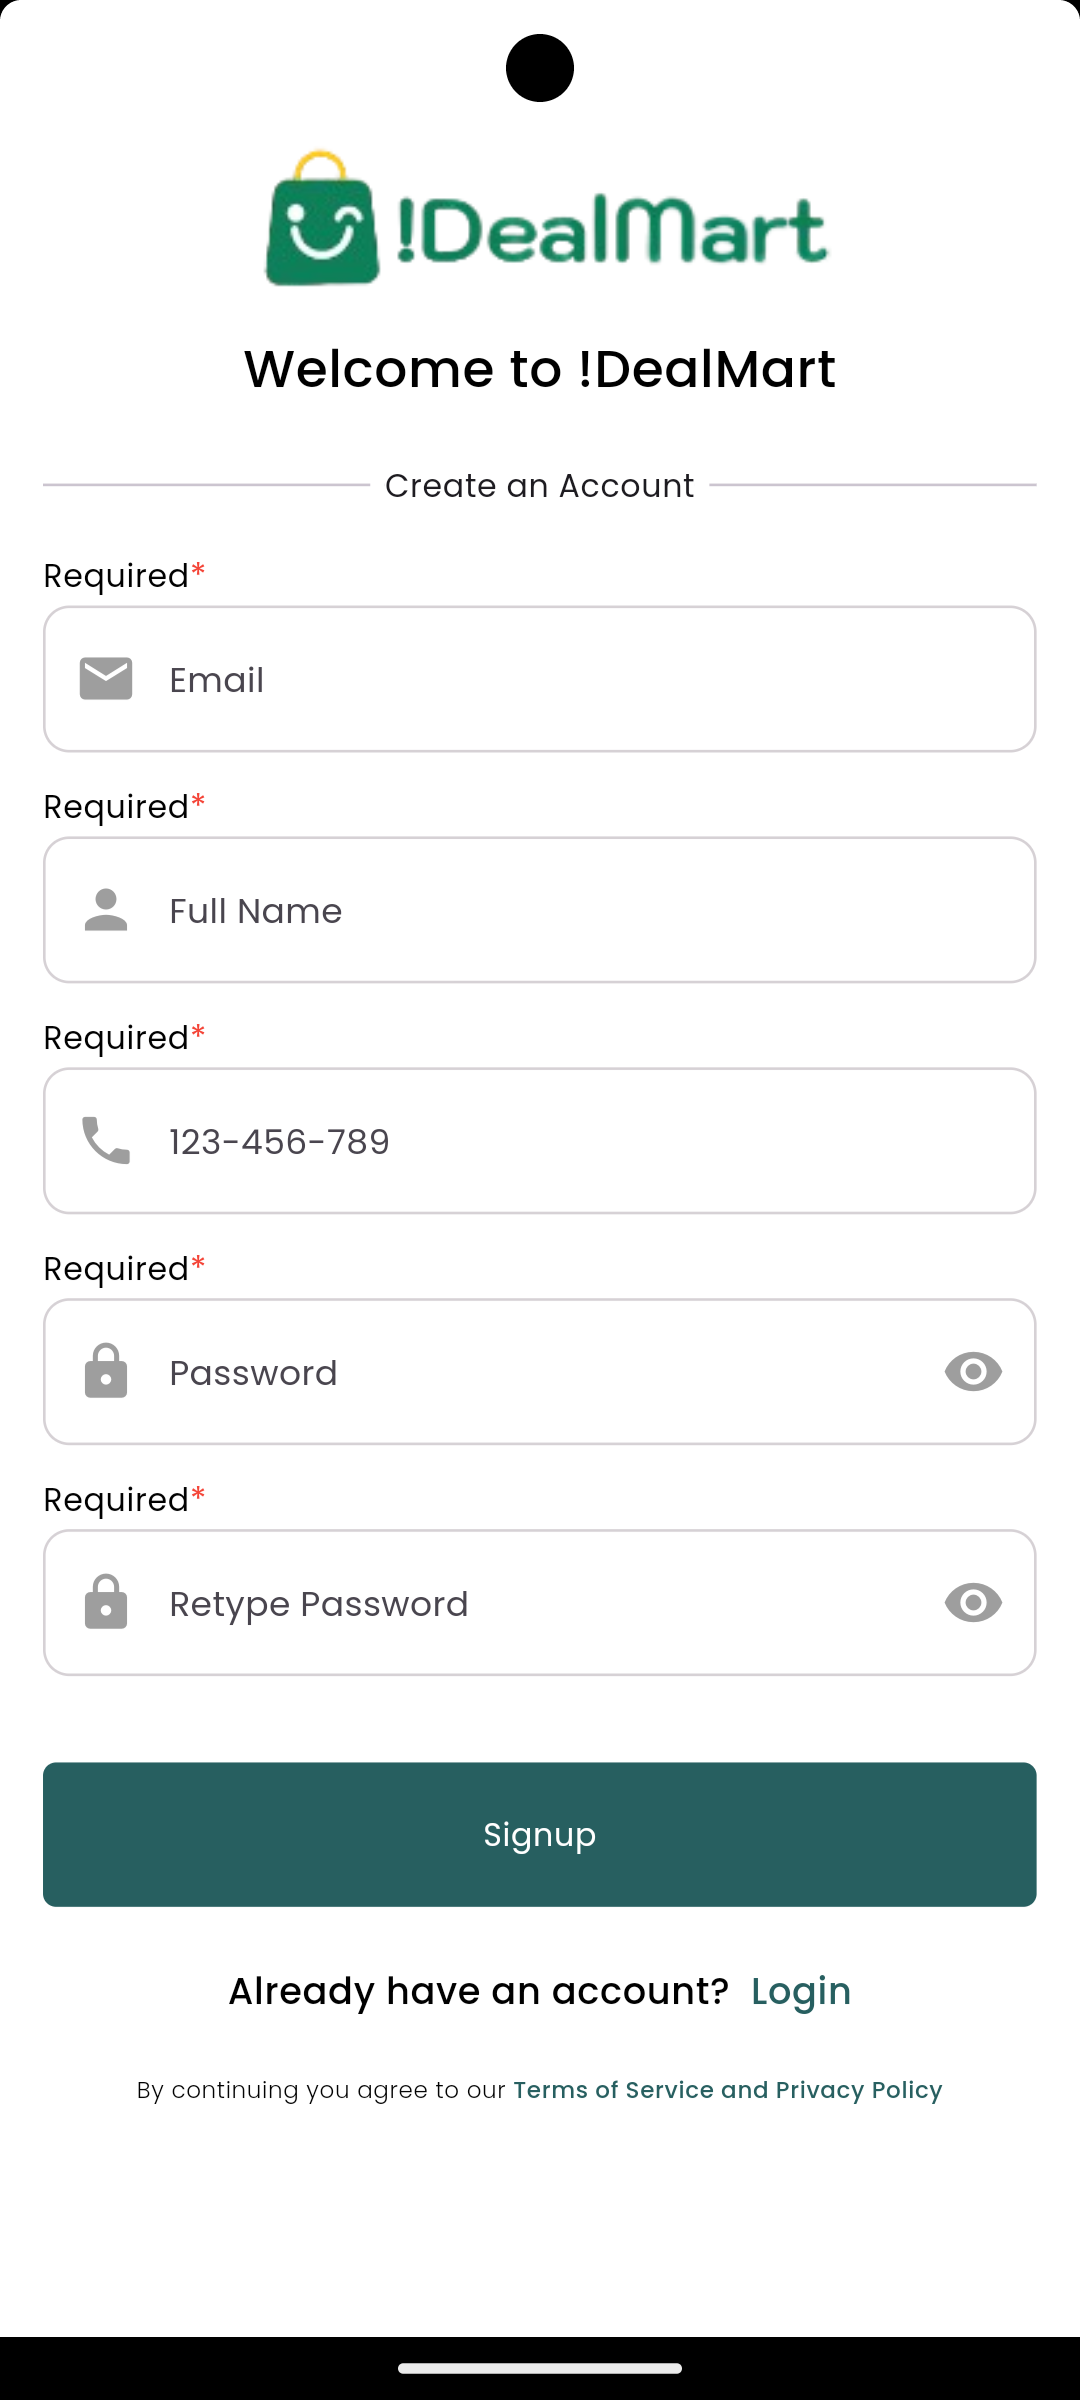 !DealMart
Welcome to !DealMart
Create an Account
Required*
Email
Required*
Full Name
Required*
123-456-789
Required*
Password
Required*
Retype Password
Signup
Already have an account? Login
By continuing you agree to our Terms of Service and Privacy Policy